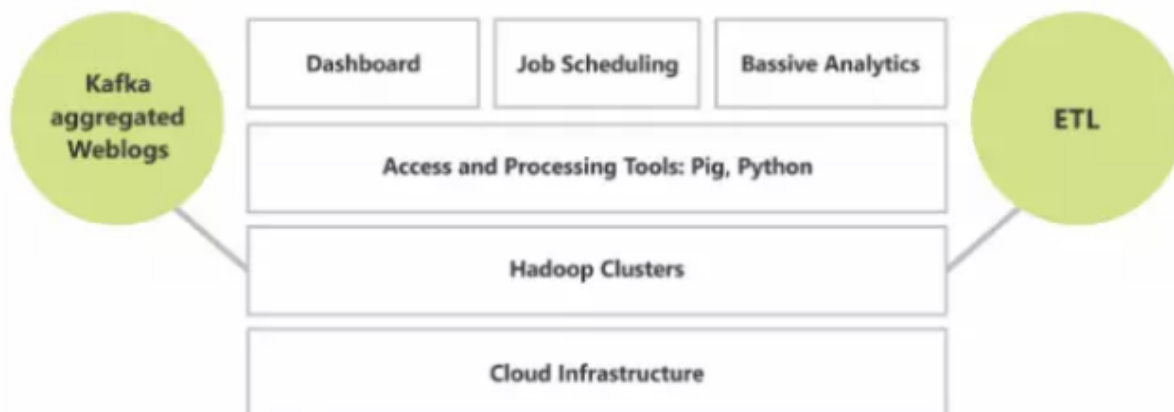 Kafka
aggregated
Weblogs
Dashboard
Job Scheduling
Bassive Analytics
ETL
Access and Processing Tools: Pig, Python
Hadoop Clusters
Cloud Infrastructure